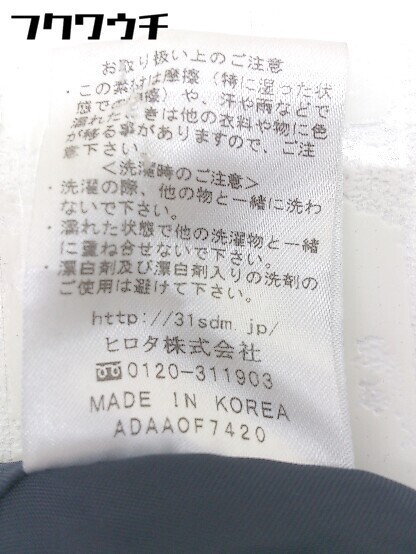 フクワウチ
お取り扱い上のご注意
・この素材は摩擦(特に湿った状
態での摩擦)や、汗や雨などで
濡れたときは他の衣料や物に色
が移る事がありますので、ご注
意下さい。
<洗濯時のご注意>
・洗濯の際、他の物と一緒に洗わ
ないで下さい。
・濡れた状態で他の洗濯物と一緒
に重ね合せないで下さい。
・漂白剤及び漂白剤入りの洗剤の
ご使用は避けて下さい。
http://31sdm.jp/
ヒロタ株式会社
0120-311903
MADE IN KOREA
ADAAOF7420